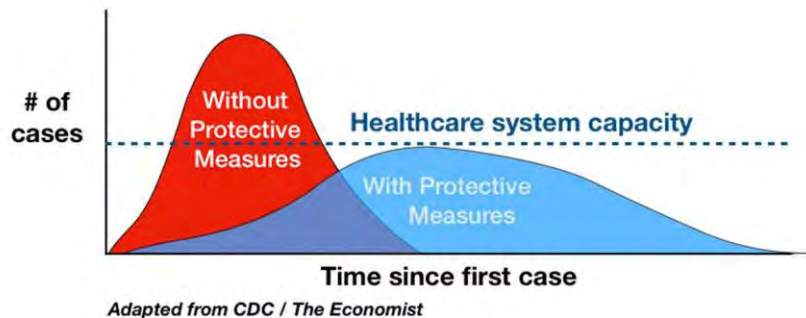 # of
cases
Without
Protective
Measures
Healthcare system capacity
With Protective
Measures
Time since first case
Adapted from CDC / The Economist